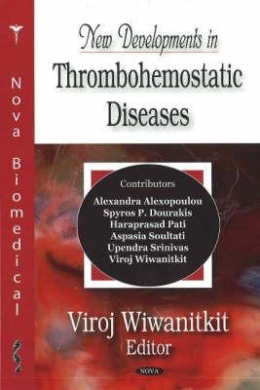 New Developments in
Thrombohemostatic
Diseases
Nova Biomedical
Contributors
Alexandra Alexopoulou
Spyros P. Dourakis
Haraprasad Pati
Aspasia Soultati
Upendra Srinivas
Viroj Wiwanitkit
Viroj Wiwanitkit
Editor
NOVA